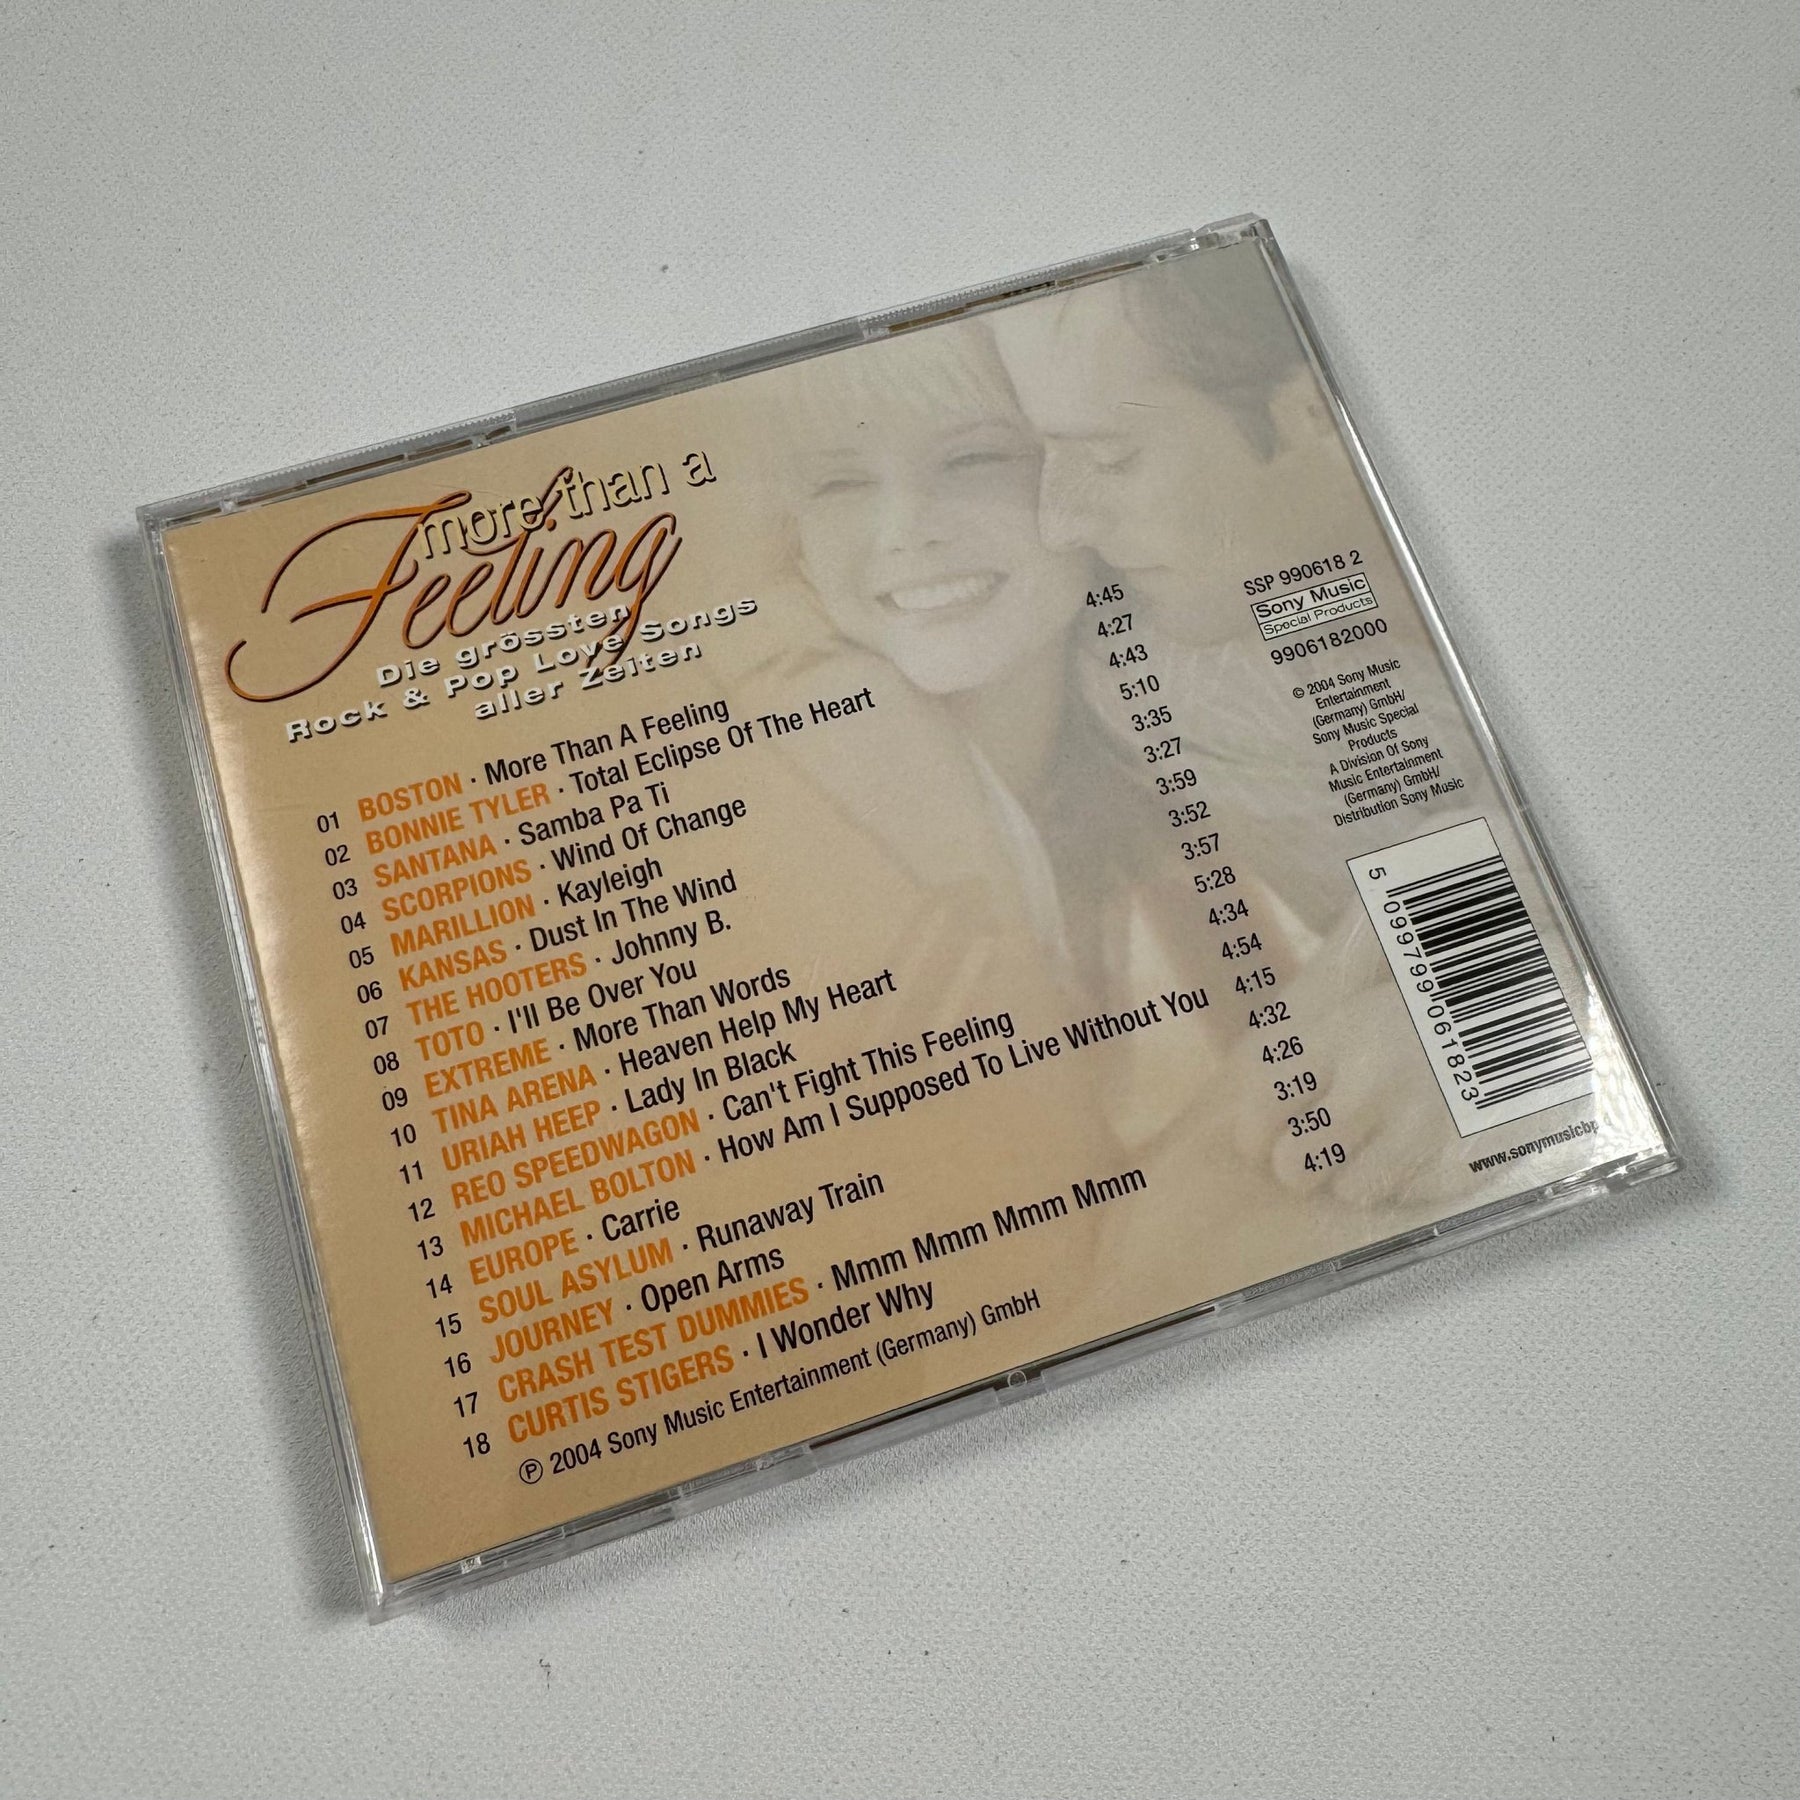 more than a
Feeling
Die grössten
Rock & Pop Love Songs
aller Zeiten
01 BOSTON · More Than A Feeling 4:45
02 BONNIE TYLER · Total Eclipse Of The Heart 4:27
03 SANTANA · Samba Pa Ti 4:43
04 SCORPIONS · Wind Of Change 5:10
05 MARILLION · Kayleigh 3:35
06 KANSAS · Dust In The Wind 3:27
07 THE HOOTERS · Johnny B. 3:59
08 TOTO · I'll Be Over You 3:52
09 EXTREME · More Than Words 3:57
10 TINA ARENA · Heaven Help My Heart 5:28
11 URIAH HEEP · Lady In Black 4:34
12 REO SPEEDWAGON · Can't Fight This Feeling 4:54
13 MICHAEL BOLTON · How Am I Supposed To Live Without You 4:15
14 EUROPE · Carrie 4:32
15 SOUL ASYLUM · Runaway Train 4:26
16 JOURNEY · Open Arms 3:19
17 CRASH TEST DUMMIES · Mmm Mmm Mmm Mmm 3:50
18 CURTIS STIGERS · I Wonder Why 4:19
℗ 2004 Sony Music Entertainment (Germany) GmbH
SSP 990618 2
Sony Music
Special Products
9906182000
© 2004 Sony Music
Entertainment
(Germany) GmbH/
Sony Music Special
Products
A Division Of Sony
Music Entertainment
(Germany) GmbH/
Distribution Sony Music
5 099799 061823